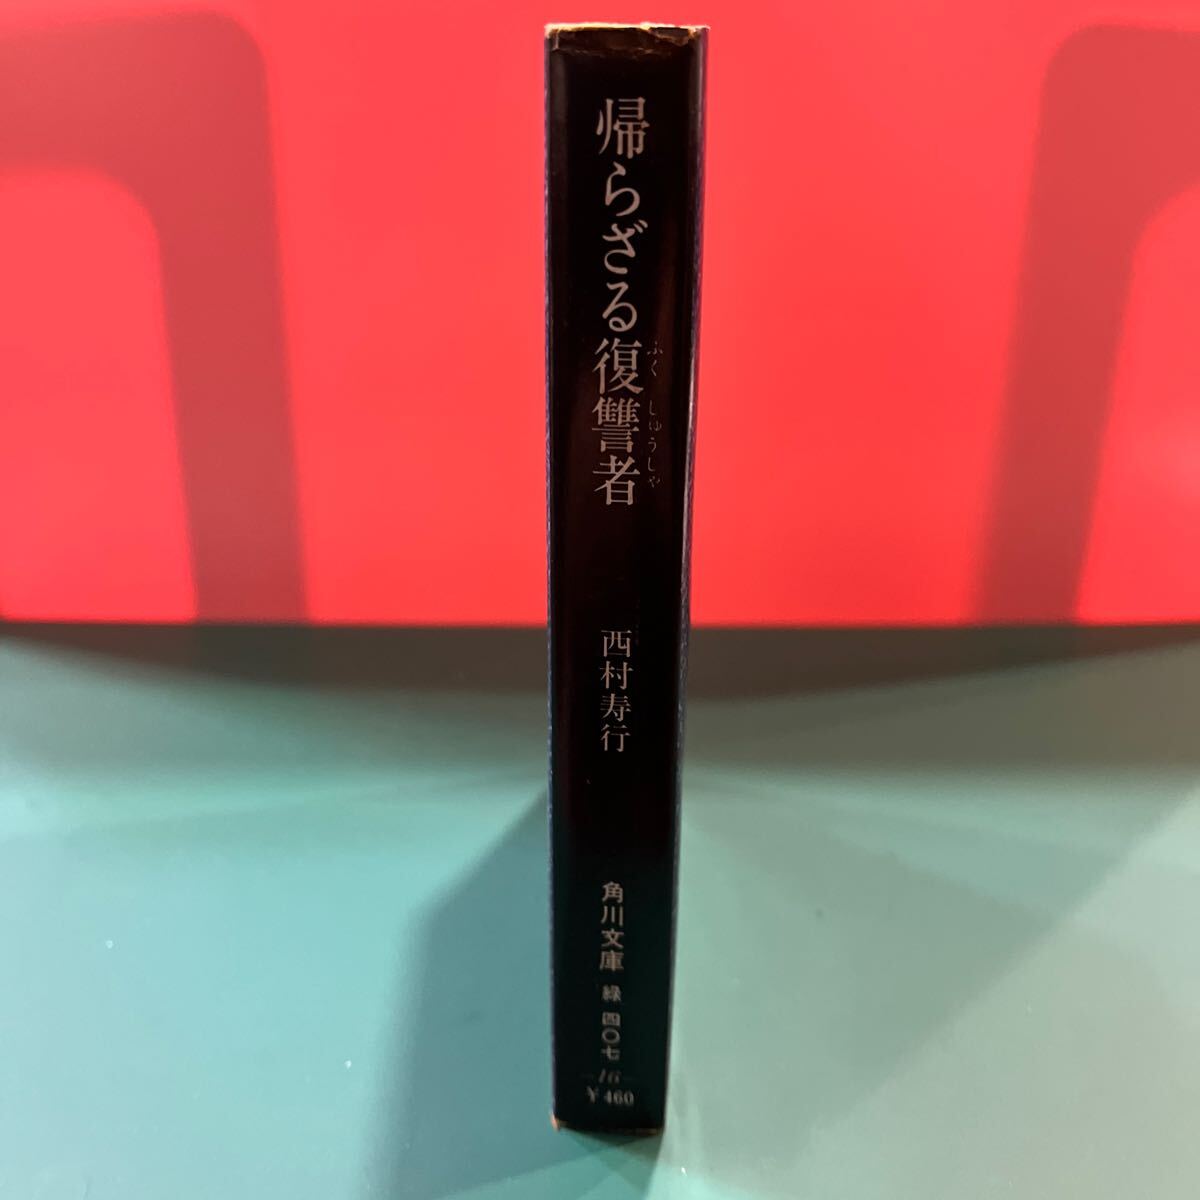 帰らざる復讐者
ふくしゅうしゃ
西村寿行
角川文庫 緑 四〇七
-16-
¥460